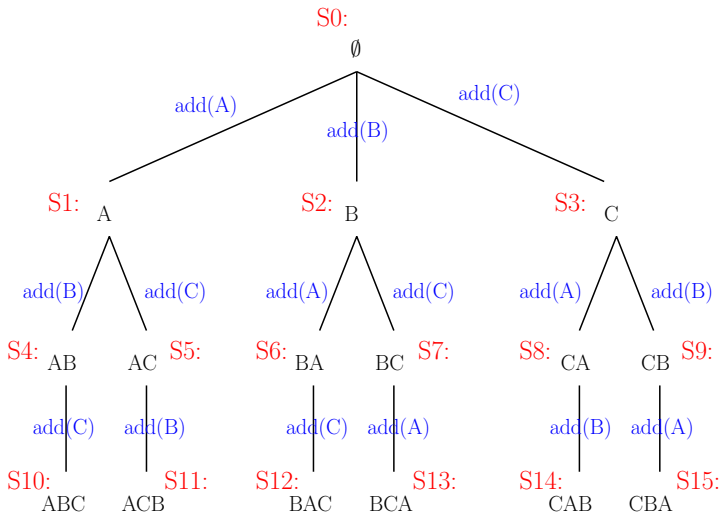 S0:
∅
add(A) add(B) add(C)
S1: A S2: B S3: C
add(B) add(C) add(A) add(C) add(A) add(B)
S4: AB AC S5: S6: BA BC S7: S8: CA CB S9:
add(C) add(B) add(C) add(A) add(B) add(A)
S10: S11: S12: S13: S14: S15:
ABC ACB BAC BCA CAB CBA